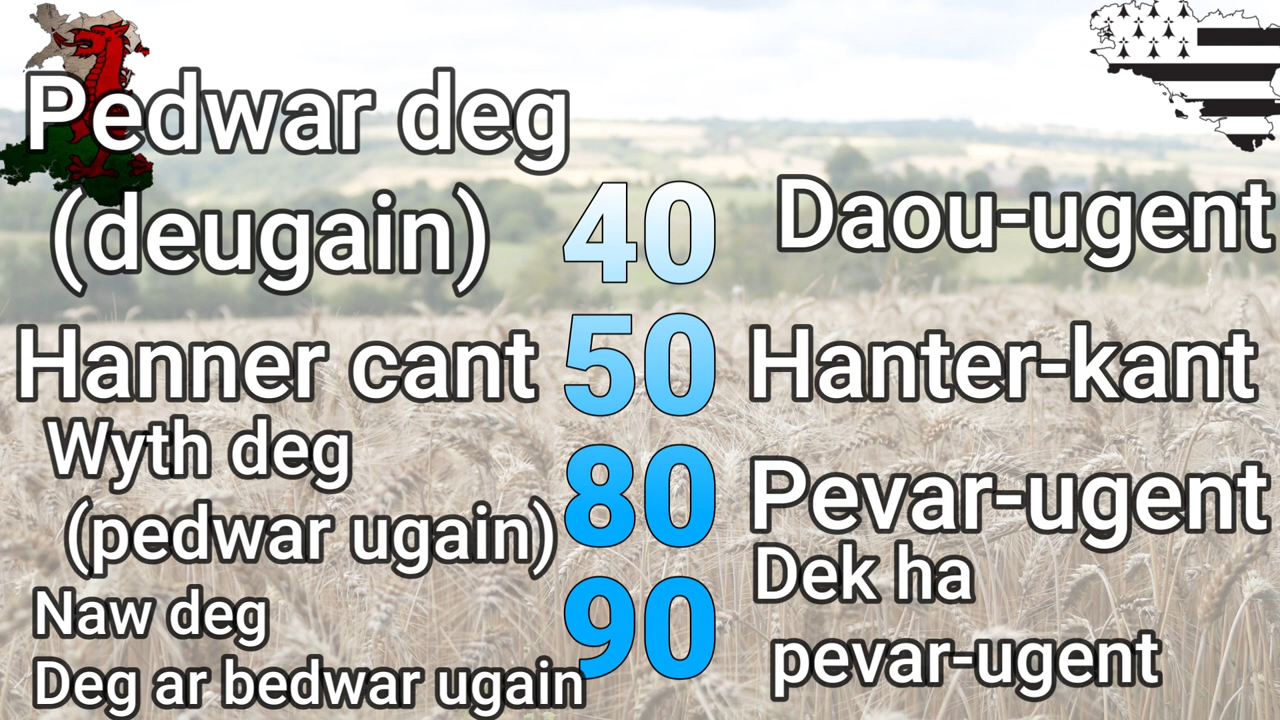 Pedwar deg
(deugain)
40
Daou-ugent
Hanner cant
50
Hanter-kant
Wyth deg
(pedwar ugain)
80
Pevar-ugent
Naw deg
Deg ar bedwar ugain
90
Dek ha
pevar-ugent